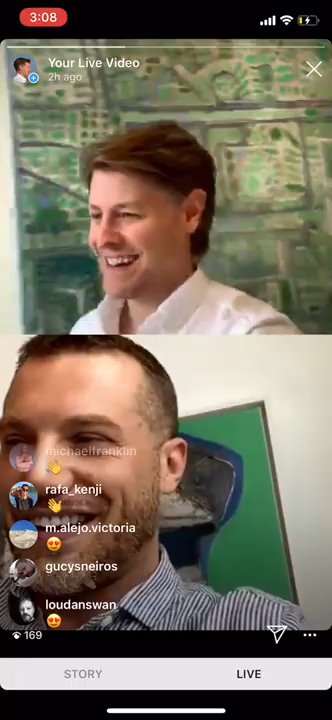 3:08
Your Live Video
2h ago
michaelfranklin
rafa_kenji
m.alejo.victoria
gucysneiros
loudanswan
169
STORY
LIVE